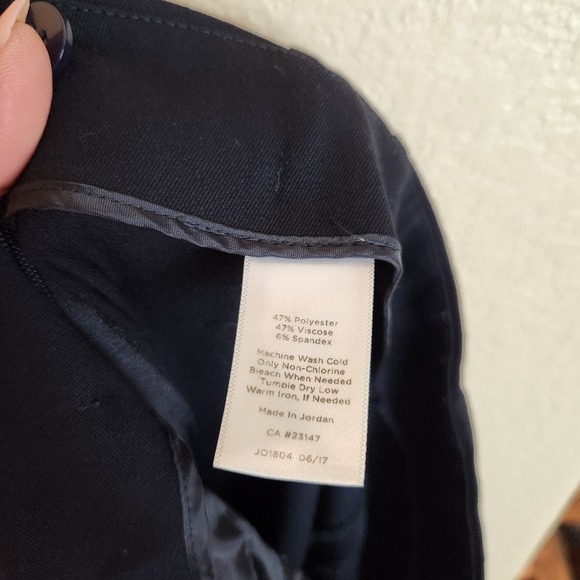 47% Polyester
47% Viscose
6% Spandex
Machine Wash Cold
Only Non-Chlorine
Bleach When Needed
Tumble Dry Low
Warm Iron, If Needed
Made In Jordan
CA #23147
JO1804 06/17